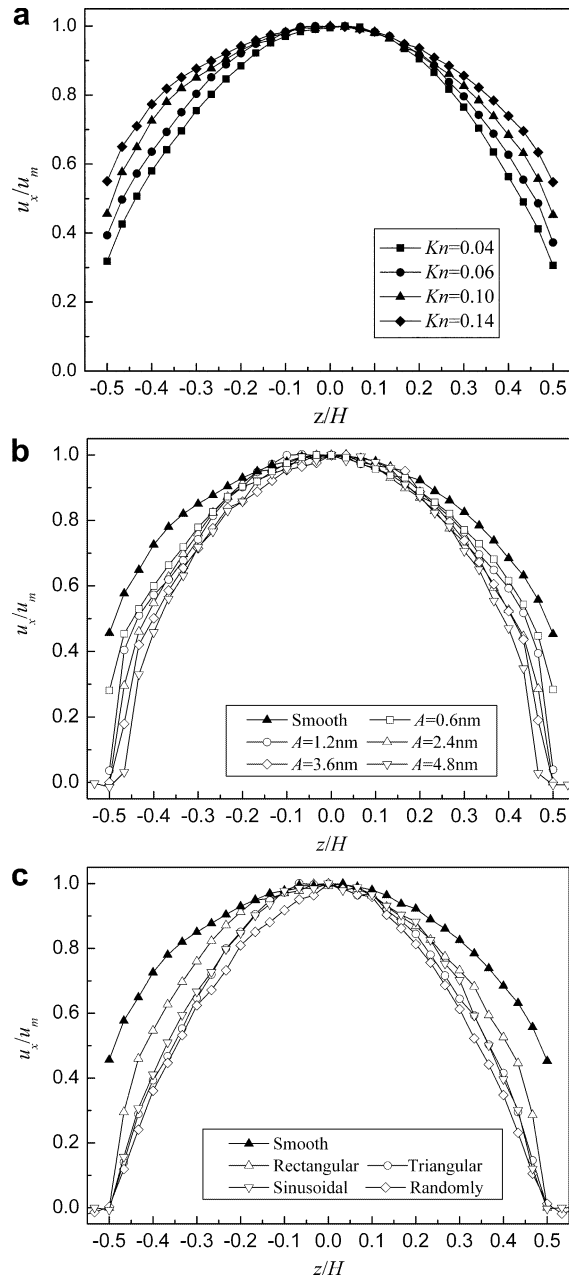 a
1.0
0.8
0.6
0.4
0.2
0.0
u_x/u_m
Kn=0.04
Kn=0.06
Kn=0.10
Kn=0.14
-0.5 -0.4 -0.3 -0.2 -0.1 0.0 0.1 0.2 0.3 0.4 0.5
z/H
b
1.0
0.8
0.6
0.4
0.2
0.0
u_x/u_m
Smooth A=0.6nm
A=1.2nm A=2.4nm
A=3.6nm A=4.8nm
-0.5 -0.4 -0.3 -0.2 -0.1 0.0 0.1 0.2 0.3 0.4 0.5
z/H
c
1.0
0.8
0.6
0.4
0.2
0.0
u_x/u_m
Smooth
Rectangular Triangular
Sinusoidal Randomly
-0.5 -0.4 -0.3 -0.2 -0.1 0.0 0.1 0.2 0.3 0.4 0.5
z/H